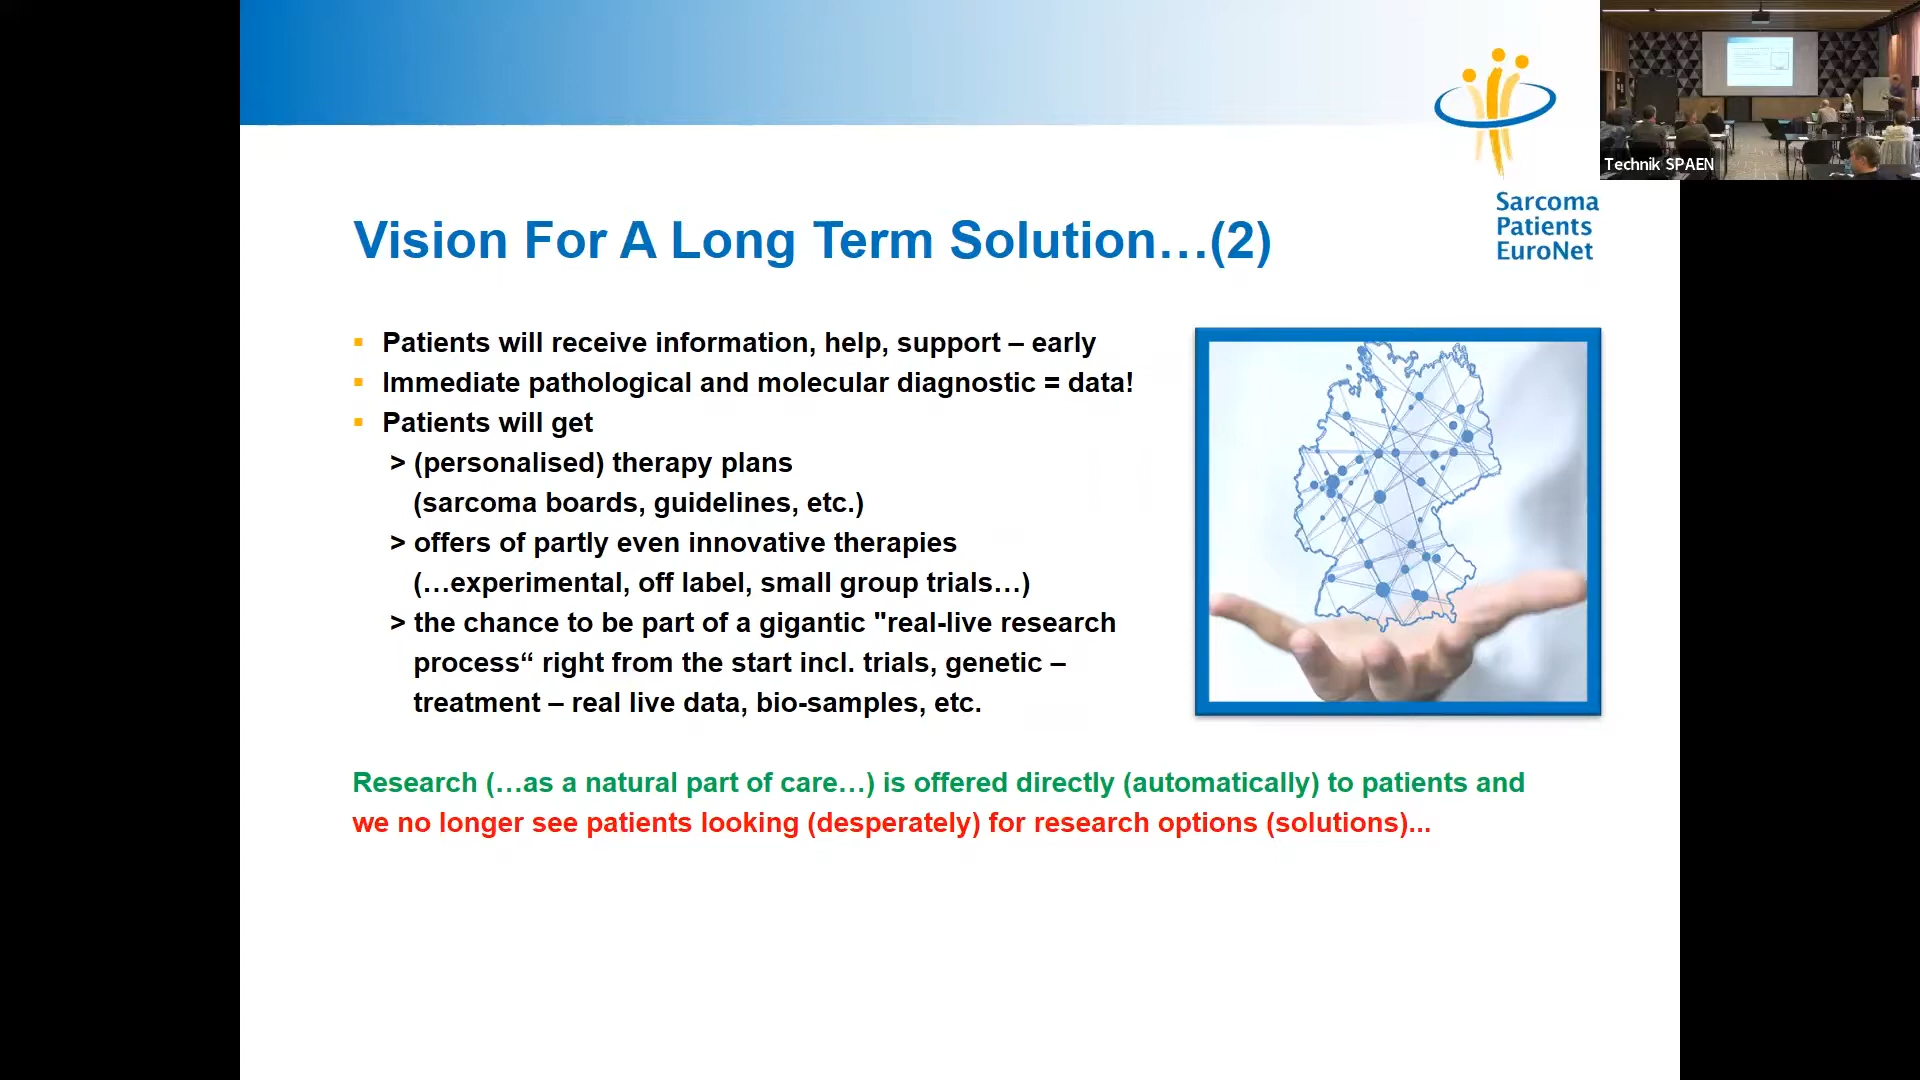 Technik SPAEN
Sarcoma
Patients
EuroNet
Vision For A Long Term Solution…(2)
▪ Patients will receive information, help, support – early
▪ Immediate pathological and molecular diagnostic = data!
▪ Patients will get
> (personalised) therapy plans
(sarcoma boards, guidelines, etc.)
> offers of partly even innovative therapies
(…experimental, off label, small group trials…)
> the chance to be part of a gigantic "real-live research
process“ right from the start incl. trials, genetic –
treatment – real live data, bio-samples, etc.
Research (…as a natural part of care…) is offered directly (automatically) to patients and
we no longer see patients looking (desperately) for research options (solutions)...